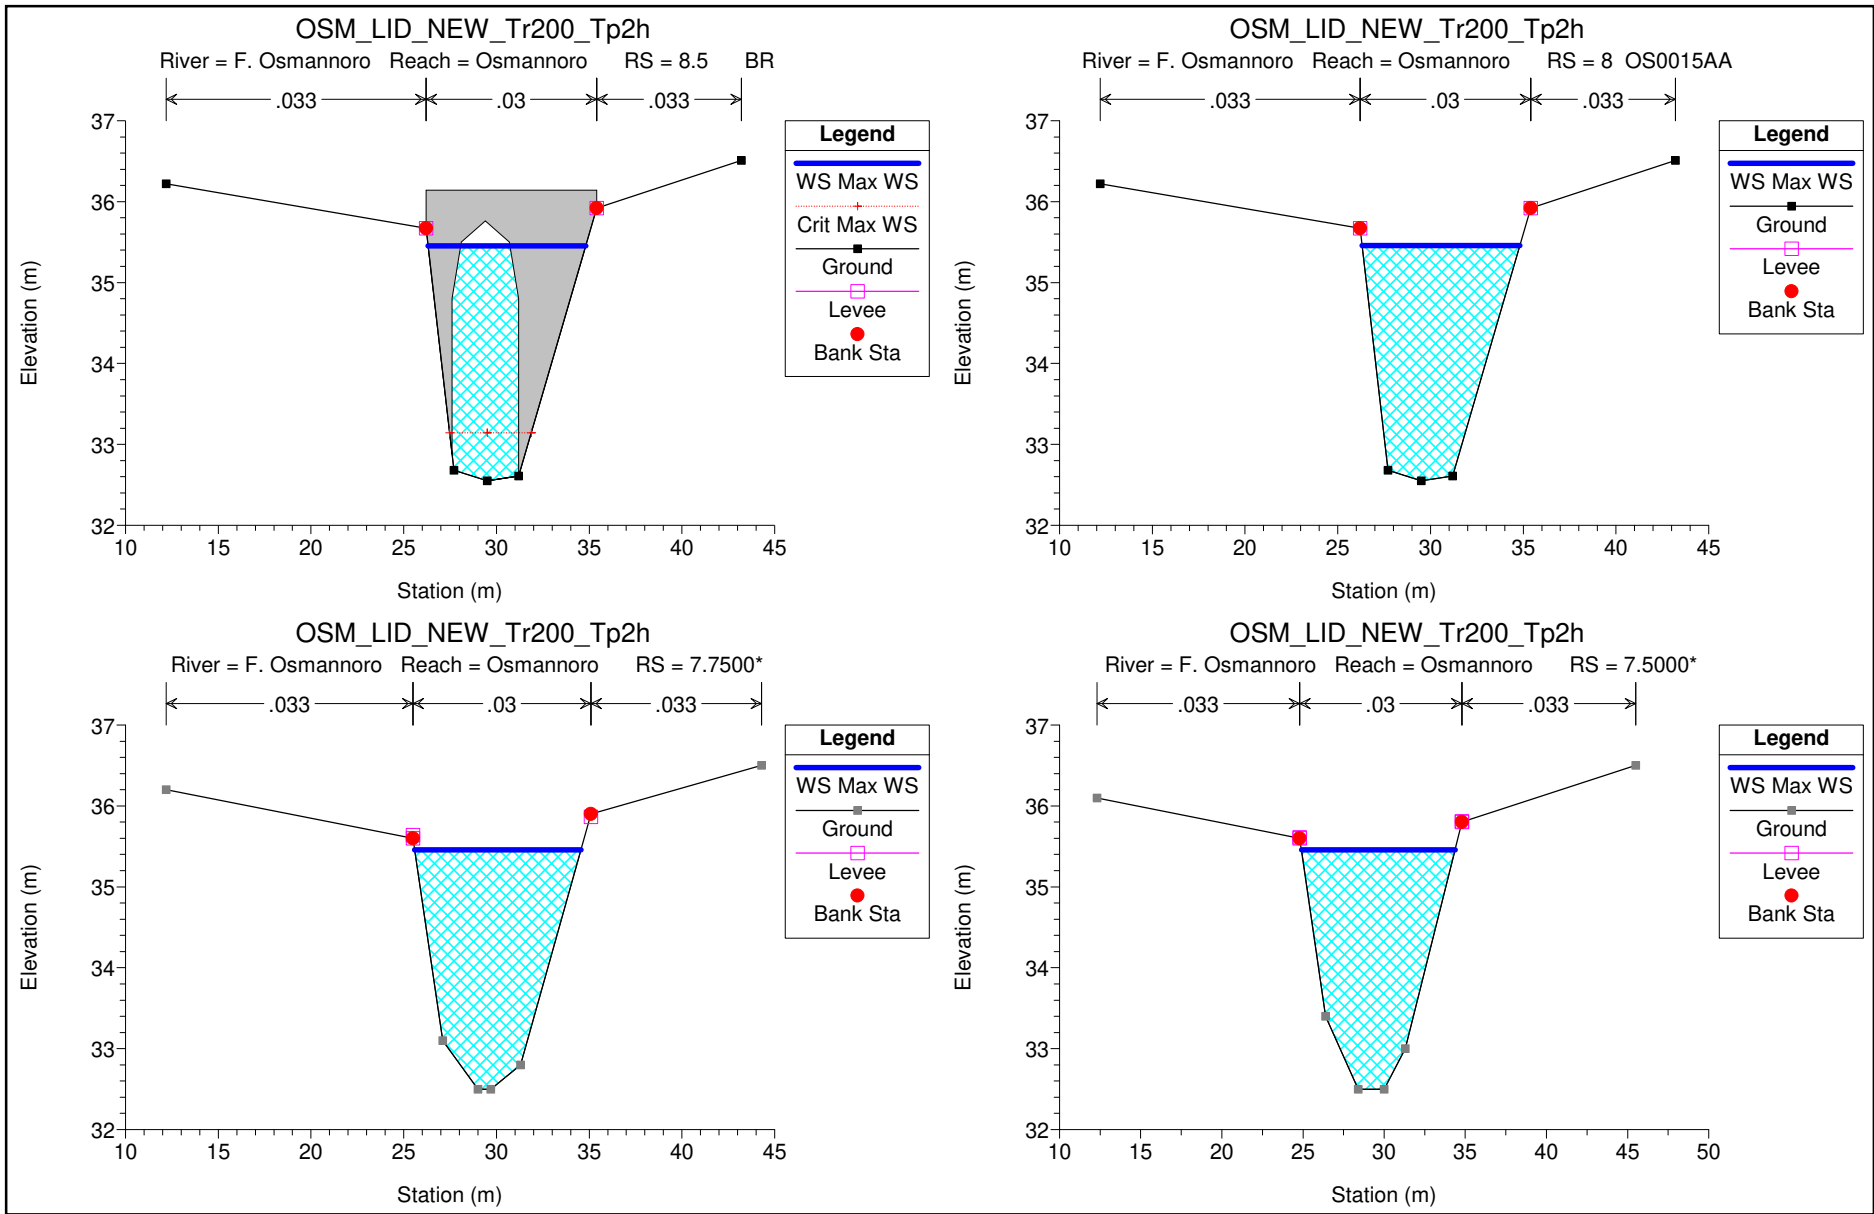 OSM_LID_NEW_Tr200_Tp2h
River = F. Osmannoro Reach = Osmannoro RS = 8.5 BR
.033 .03 .033
37
36
35
34
33
32
Elevation (m)
10 15 20 25 30 35 40 45
Station (m)
Legend
WS Max WS
Crit Max WS
Ground
Levee
Bank Sta
OSM_LID_NEW_Tr200_Tp2h
River = F. Osmannoro Reach = Osmannoro RS = 8 OS0015AA
.033 .03 .033
37
36
35
34
33
32
Elevation (m)
10 15 20 25 30 35 40 45
Station (m)
Legend
WS Max WS
Ground
Levee
Bank Sta
OSM_LID_NEW_Tr200_Tp2h
River = F. Osmannoro Reach = Osmannoro RS = 7.7500*
.033 .03 .033
37
36
35
34
33
32
Elevation (m)
10 15 20 25 30 35 40 45
Station (m)
Legend
WS Max WS
Ground
Levee
Bank Sta
OSM_LID_NEW_Tr200_Tp2h
River = F. Osmannoro Reach = Osmannoro RS = 7.5000*
.033 .03 .033
37
36
35
34
33
32
Elevation (m)
10 15 20 25 30 35 40 45 50
Station (m)
Legend
WS Max WS
Ground
Levee
Bank Sta